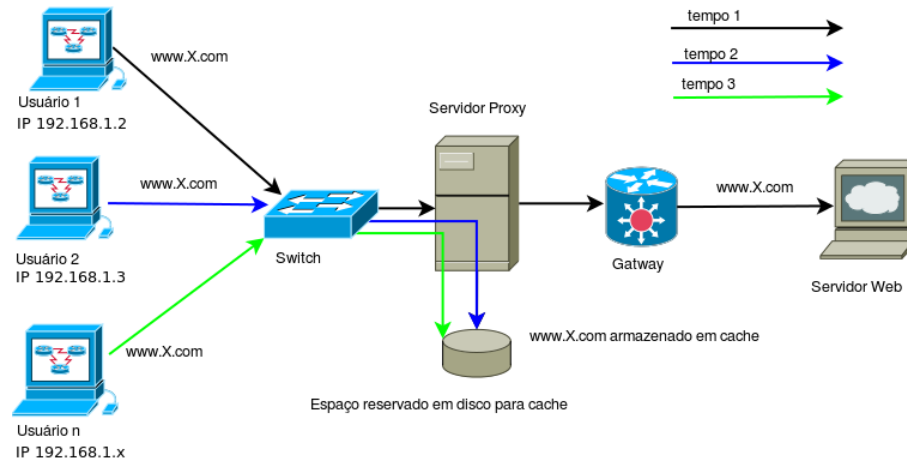 tempo 1
www.X.com
tempo 2
tempo 3
Usuário 1
IP 192.168.1.2
Servidor Proxy
www.X.com
www.X.com
Usuário 2
IP 192.168.1.3
Switch
Gatway
Servidor Web
www.X.com
www.X.com armazenado em cache
Espaço reservado em disco para cache
Usuário n
IP 192.168.1.x